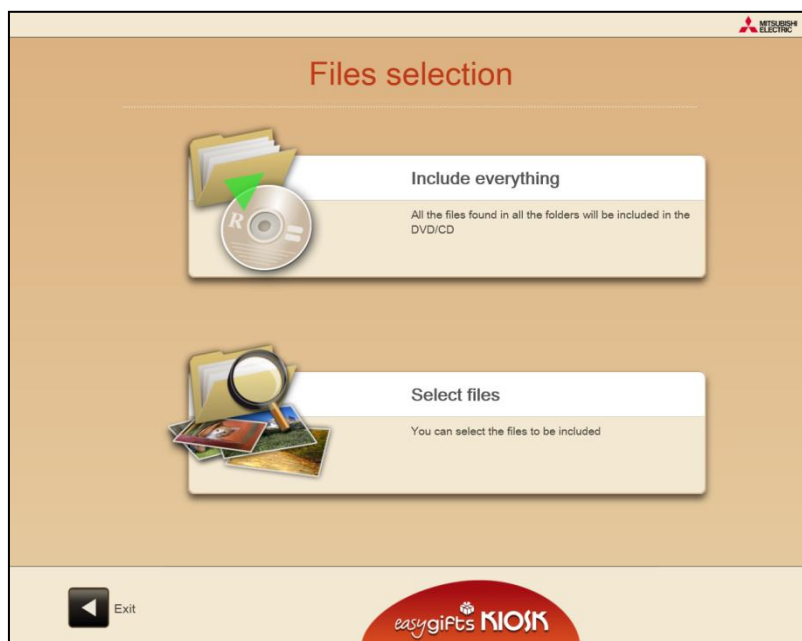 MITSUBISHI
ELECTRIC
Files selection
Include everything
All the files found in all the folders will be included in the
DVD/CD
R
Select files
You can select the files to be included
Exit
easygifts KIOSK